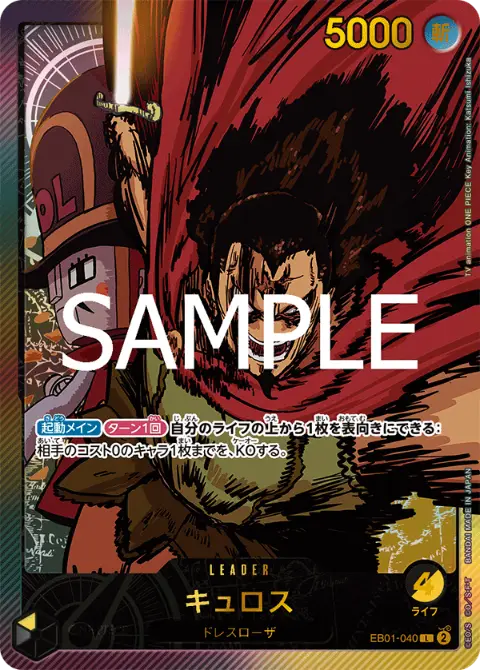 5000 斬
TV animation ONE PIECE Key Animation: Katsumi Ishizuka
DL
SAMPLE
起動メイン ターン1回 自分のライフの上から1枚を表向きにできる:
相手のコスト0のキャラ1枚までを、KOする。
LEADER
キュロス
ドレスローザ
4
ライフ
EB01-040 L 2
BANDAI MADE IN JAPAN